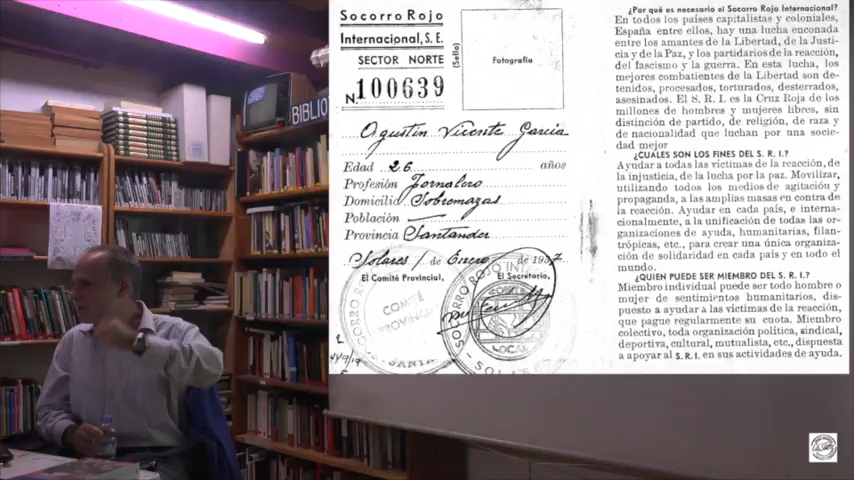 Socorro Rojo
Internacional, S. E.
SECTOR NORTE
N. 100639
(Sello)
Fotografía
Agustín Vicente García
Edad 26 años
Profesión Jornalero
Domicilio Sobremazas
Población
Provincia Santander
Solares 1 de Enero de 1937
El Comité Provincial,
El Secretario,
COMITÉ
PROVINCIAL
SOCORRO ROJO INT
LOCAL
¿Por qué es necesario el Socorro Rojo Internacional?
En todos los países capitalistas y coloniales,
España entre ellos, hay una lucha enconada
entre los amantes de la Libertad, de la Justi-
cia y de la Paz, y los partidarios de la reacción,
del fascismo y la guerra. En esta lucha, los
mejores combatientes de la Libertad son de-
tenidos, procesados, torturados, desterrados,
asesinados. El S. R. I. es la Cruz Roja de los
millones de hombres y mujeres libres, sin
distinción de partido, de religión, de raza y
de nacionalidad que luchan por una socie-
dad mejor
¿CUALES SON LOS FINES DEL S. R. I.?
Ayudar a todas las víctimas de la reacción, de
la injusticia, de la lucha por la paz. Movilizar,
utilizando todos los medios de agitación y
propaganda, a las amplias masas en contra de
la reacción. Ayudar en cada país, e interna-
cionalmente, a la unificación de todas las or-
ganizaciones de ayuda, humanitarias, filan-
trópicas, etc., para crear una única organiza-
ción de solidaridad en cada país y en todo el
mundo.
¿QUIEN PUEDE SER MIEMBRO DEL S. R. I.?
Miembro individual puede ser todo hombre o
mujer de sentimientos humanitarios, dis-
puesto a ayudar a las víctimas de la reacción,
que pague regularmente su cuota. Miembro
colectivo, toda organización política, sindical,
deportiva, cultural, mutualista, etc., dispuesta
a apoyar al S. R. I. en sus actividades de ayuda.
BIBLIO